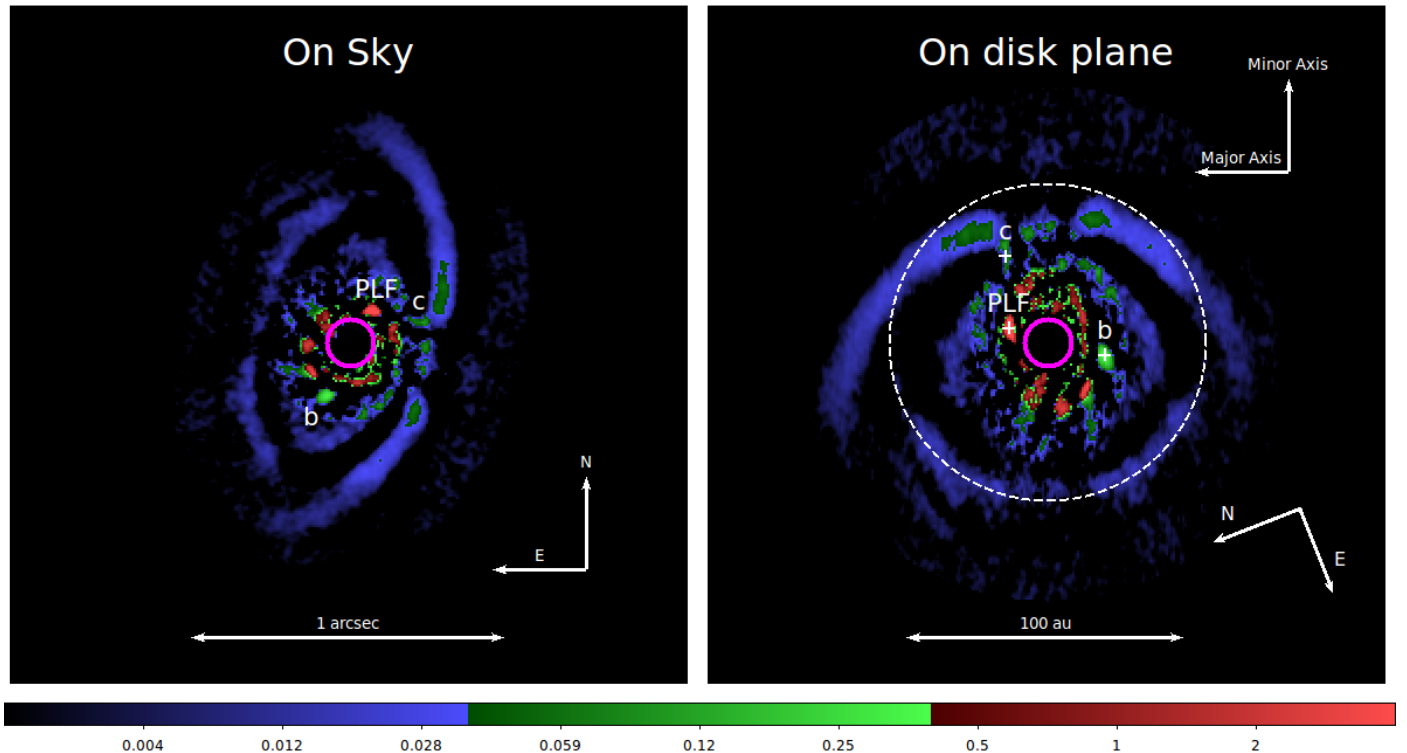 On Sky
PLF
c
b
N
E
1 arcsec
On disk plane
Minor Axis
Major Axis
c
PLF
b
N
E
100 au
0.004 0.012 0.028 0.059 0.12 0.25 0.5 1 2